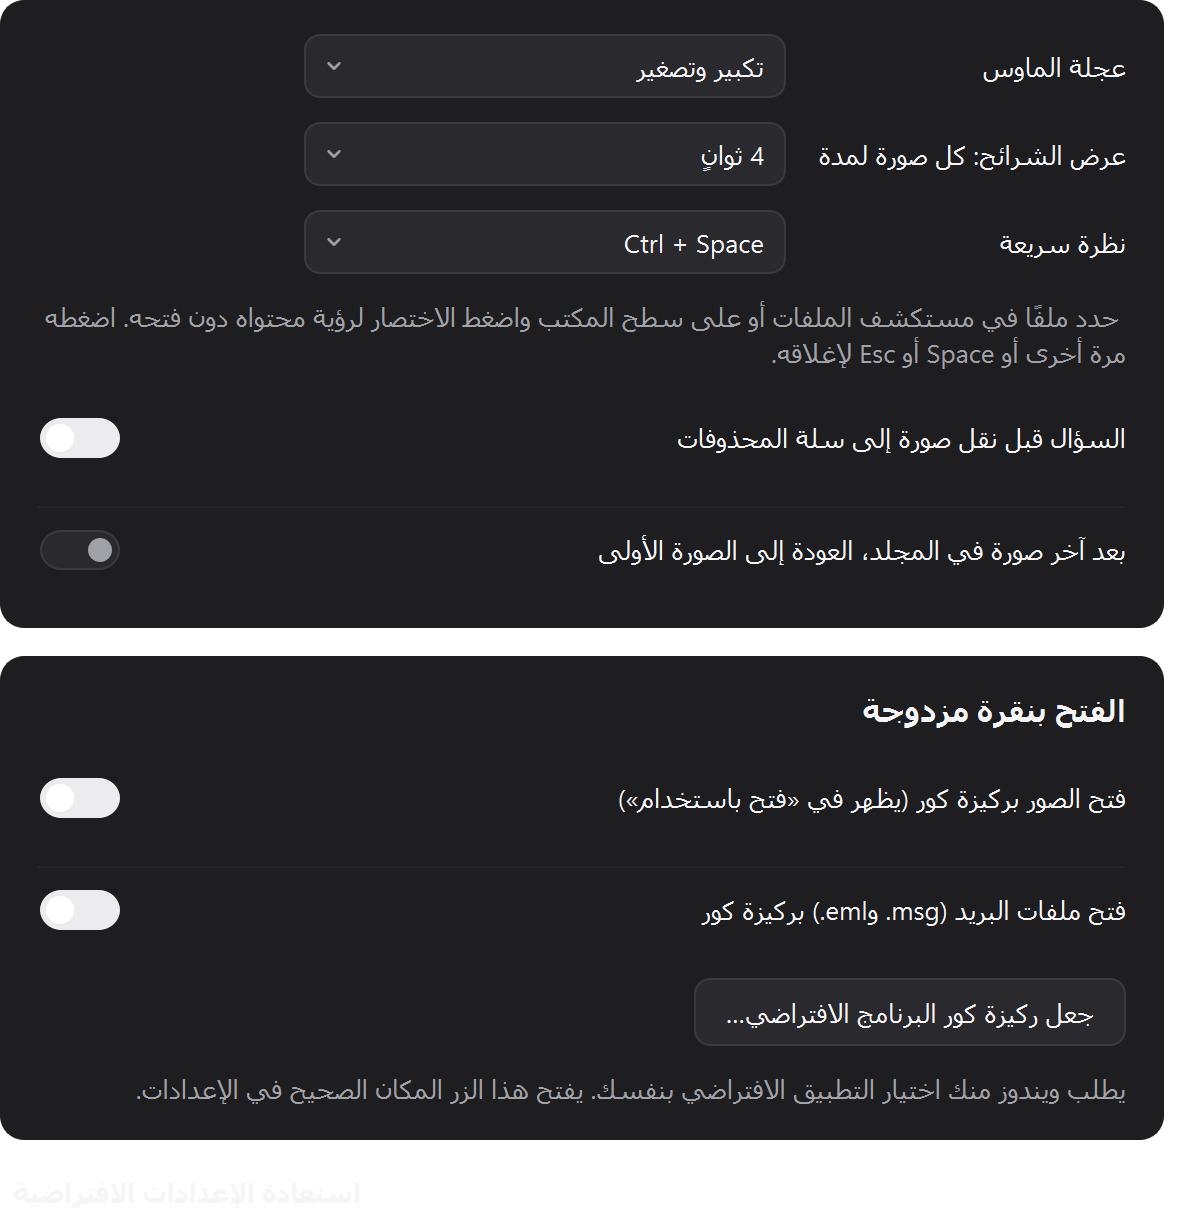 عجلة الماوس
تكبير وتصغير
عرض الشرائح: كل صورة لمدة
4 ثوانٍ
نظرة سريعة
Ctrl + Space
حدد ملفًا في مستكشف الملفات أو على سطح المكتب واضغط الاختصار لرؤية محتواه دون فتحه. اضغطه
مرة أخرى أو Space أو Esc لإغلاقه.
السؤال قبل نقل صورة إلى سلة المحذوفات
بعد آخر صورة في المجلد، العودة إلى الصورة الأولى
الفتح بنقرة مزدوجة
فتح الصور بركيزة كور (يظهر في «فتح باستخدام»)
فتح ملفات البريد (msg. وeml.) بركيزة كور
جعل ركيزة كور البرنامج الافتراضي...
يطلب ويندوز منك اختيار التطبيق الافتراضي بنفسك. يفتح هذا الزر المكان الصحيح في الإعدادات.
استعادة الإعدادات الافتراضية